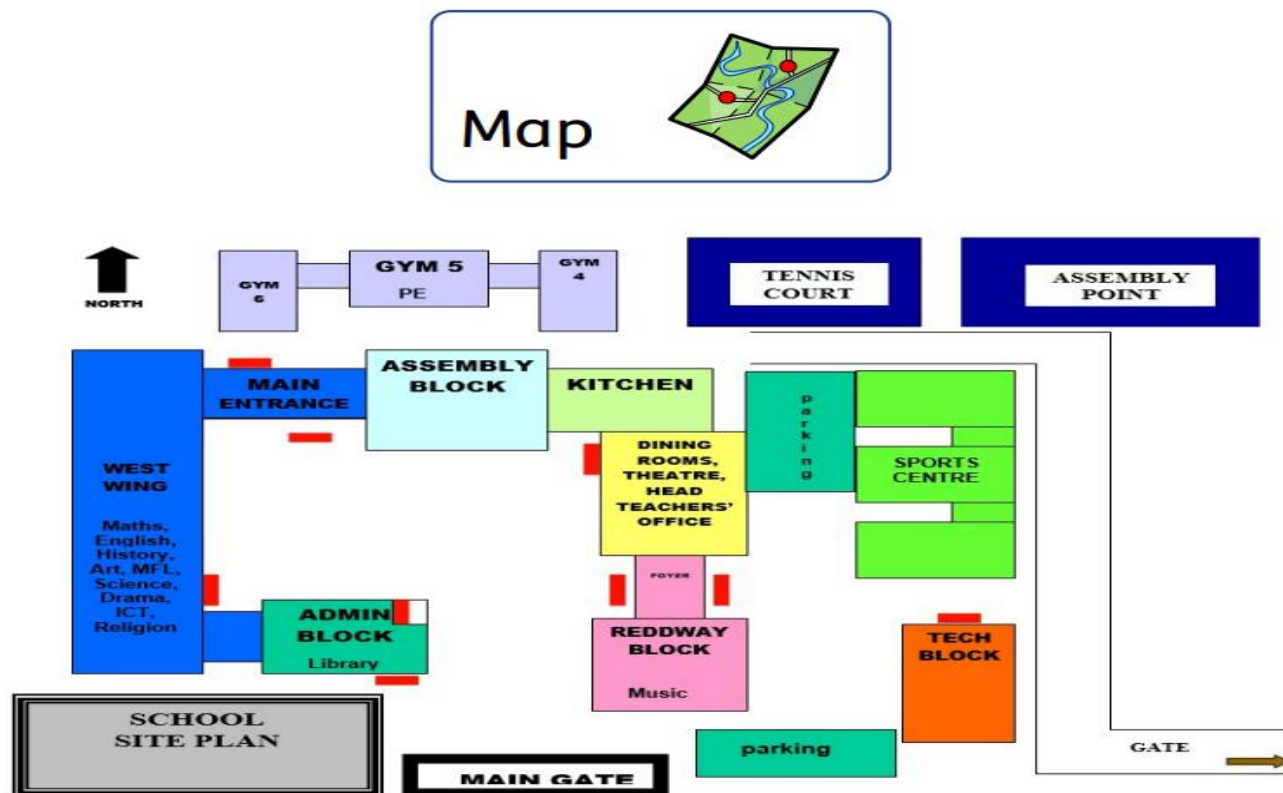 Map
NORTH
GYM
6
GYM 5
PE
GYM
4
TENNIS
COURT
ASSEMBLY
POINT
MAIN
ENTRANCE
ASSEMBLY
BLOCK
KITCHEN
parking
SPORTS
CENTRE
DINING
ROOMS,
THEATRE,
HEAD
TEACHERS'
OFFICE
WEST
WING
Maths,
English,
History,
Art, MFL,
Science,
Drama,
ICT,
Religion
FOYER
ADMIN
BLOCK
Library
REDDWAY
BLOCK
Music
TECH
BLOCK
SCHOOL
SITE PLAN
MAIN GATE
parking
GATE